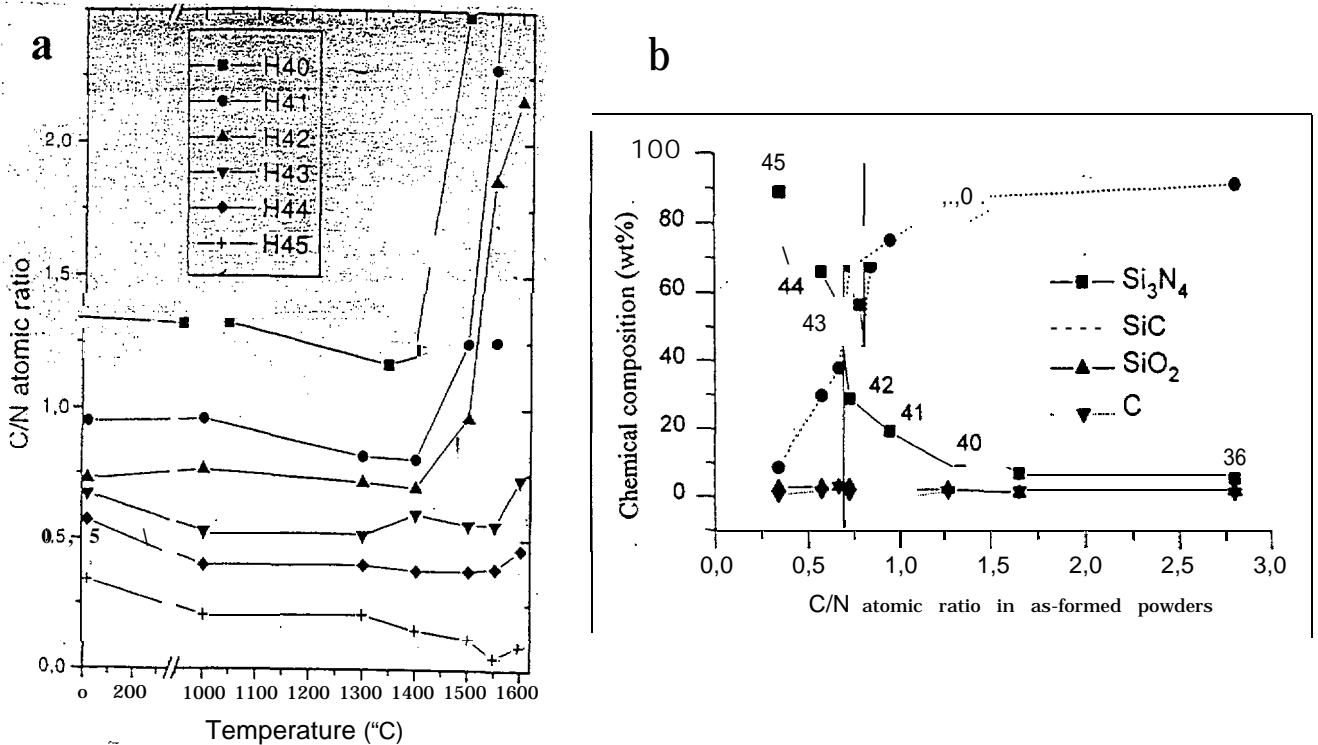 a
H40
H41
H42
H43
H44
H45
2,0
1,5
1,0
0,5
0,0
C/N atomic ratio
0 200 1000 1100 1200 1300 1400 1500 1600
Temperature (°C)
b
100
80
60
40
20
0
Chemical composition (wt%)
45
44
43
42
41
40
36
Si₃N₄
SiC
SiO₂
C
0,0 0,5 1,0 1,5 2,0 2,5 3,0
C/N atomic ratio in as-formed powders